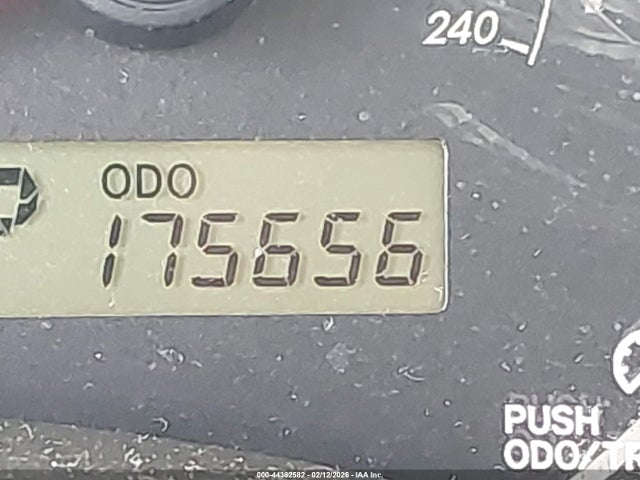 240
ODO
175656
PUSH
ODO/TR
000-44382582 - 02/12/2026 - IAA Inc.